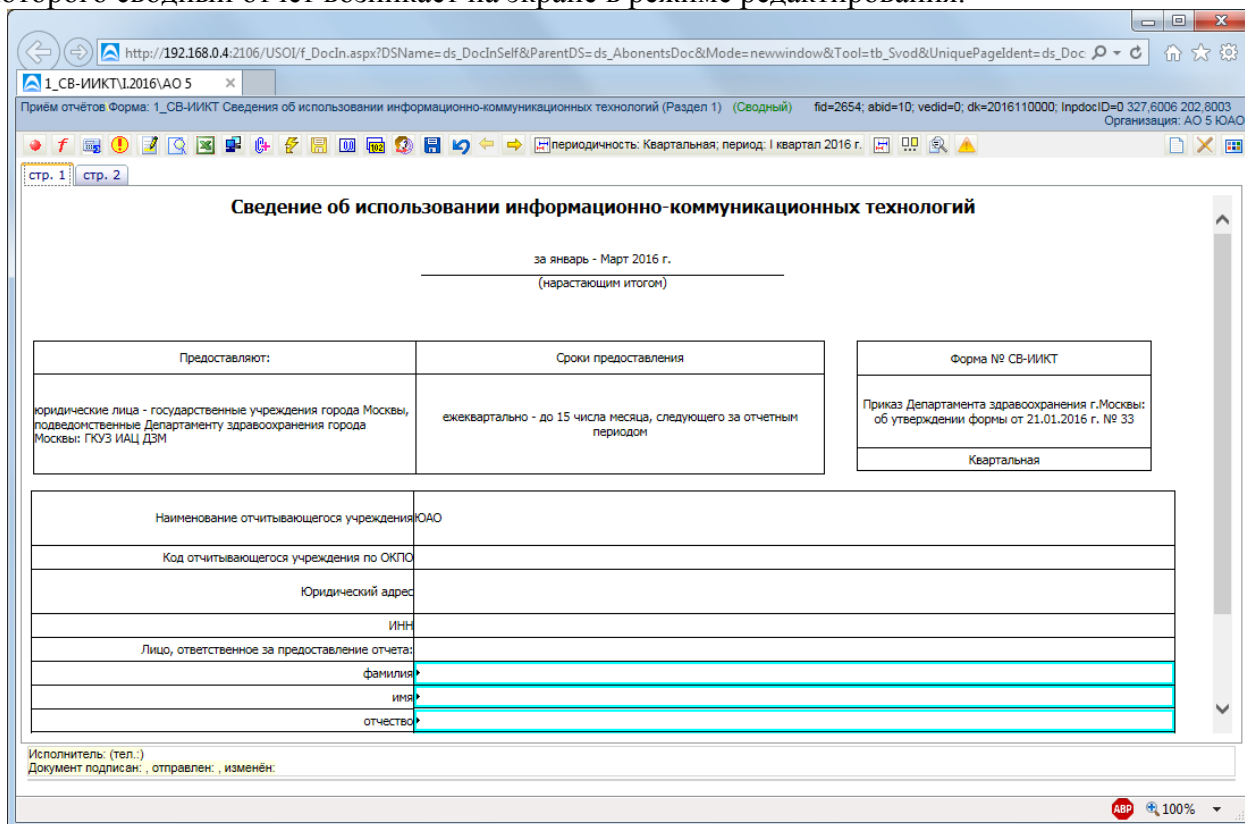 которого сводный отчет возникает на экране в режиме редактирования.
http://192.168.0.4:2106/USOI/f_DocIn.aspx?DSName=ds_DocInSelf&ParentDS=ds_AbonentsDoc&Mode=newwindow&Tool=tb_Svod&UniquePageIdent=ds_Doc
1_СВ-ИИКТ\I.2016\АО 5
Приём отчётов Форма: 1_СВ-ИИКТ Сведения об использовании информационно-коммуникационных технологий (Раздел 1) (Сводный) fid=2654; abid=10; vedid=0; dk=2016110000; InpdocID=0 327,6006 202,8003
Организация: АО 5 ЮАО
периодичность: Квартальная; период: I квартал 2016 г.
стр. 1 стр. 2
Сведение об использовании информационно-коммуникационных технологий
за январь - Март 2016 г.
(нарастающим итогом)
Предоставляют: Сроки предоставления Форма № СВ-ИИКТ
юридические лица - государственные учреждения города Москвы,
подведомственные Департаменту здравоохранения города
Москвы: ГКУЗ ИАЦ ДЗМ
ежеквартально - до 15 числа месяца, следующего за отчетным
периодом
Приказ Департамента здравоохранения г.Москвы:
об утверждении формы от 21.01.2016 г. № 33
Квартальная
Наименование отчитывающегося учреждения ЮАО
Код отчитывающегося учреждения по ОКПО
Юридический адрес
ИНН
Лицо, ответственное за предоставление отчета:
фамилия
имя
отчество
Исполнитель: (тел.:)
Документ подписан: , отправлен: , изменён:
ABP 100%